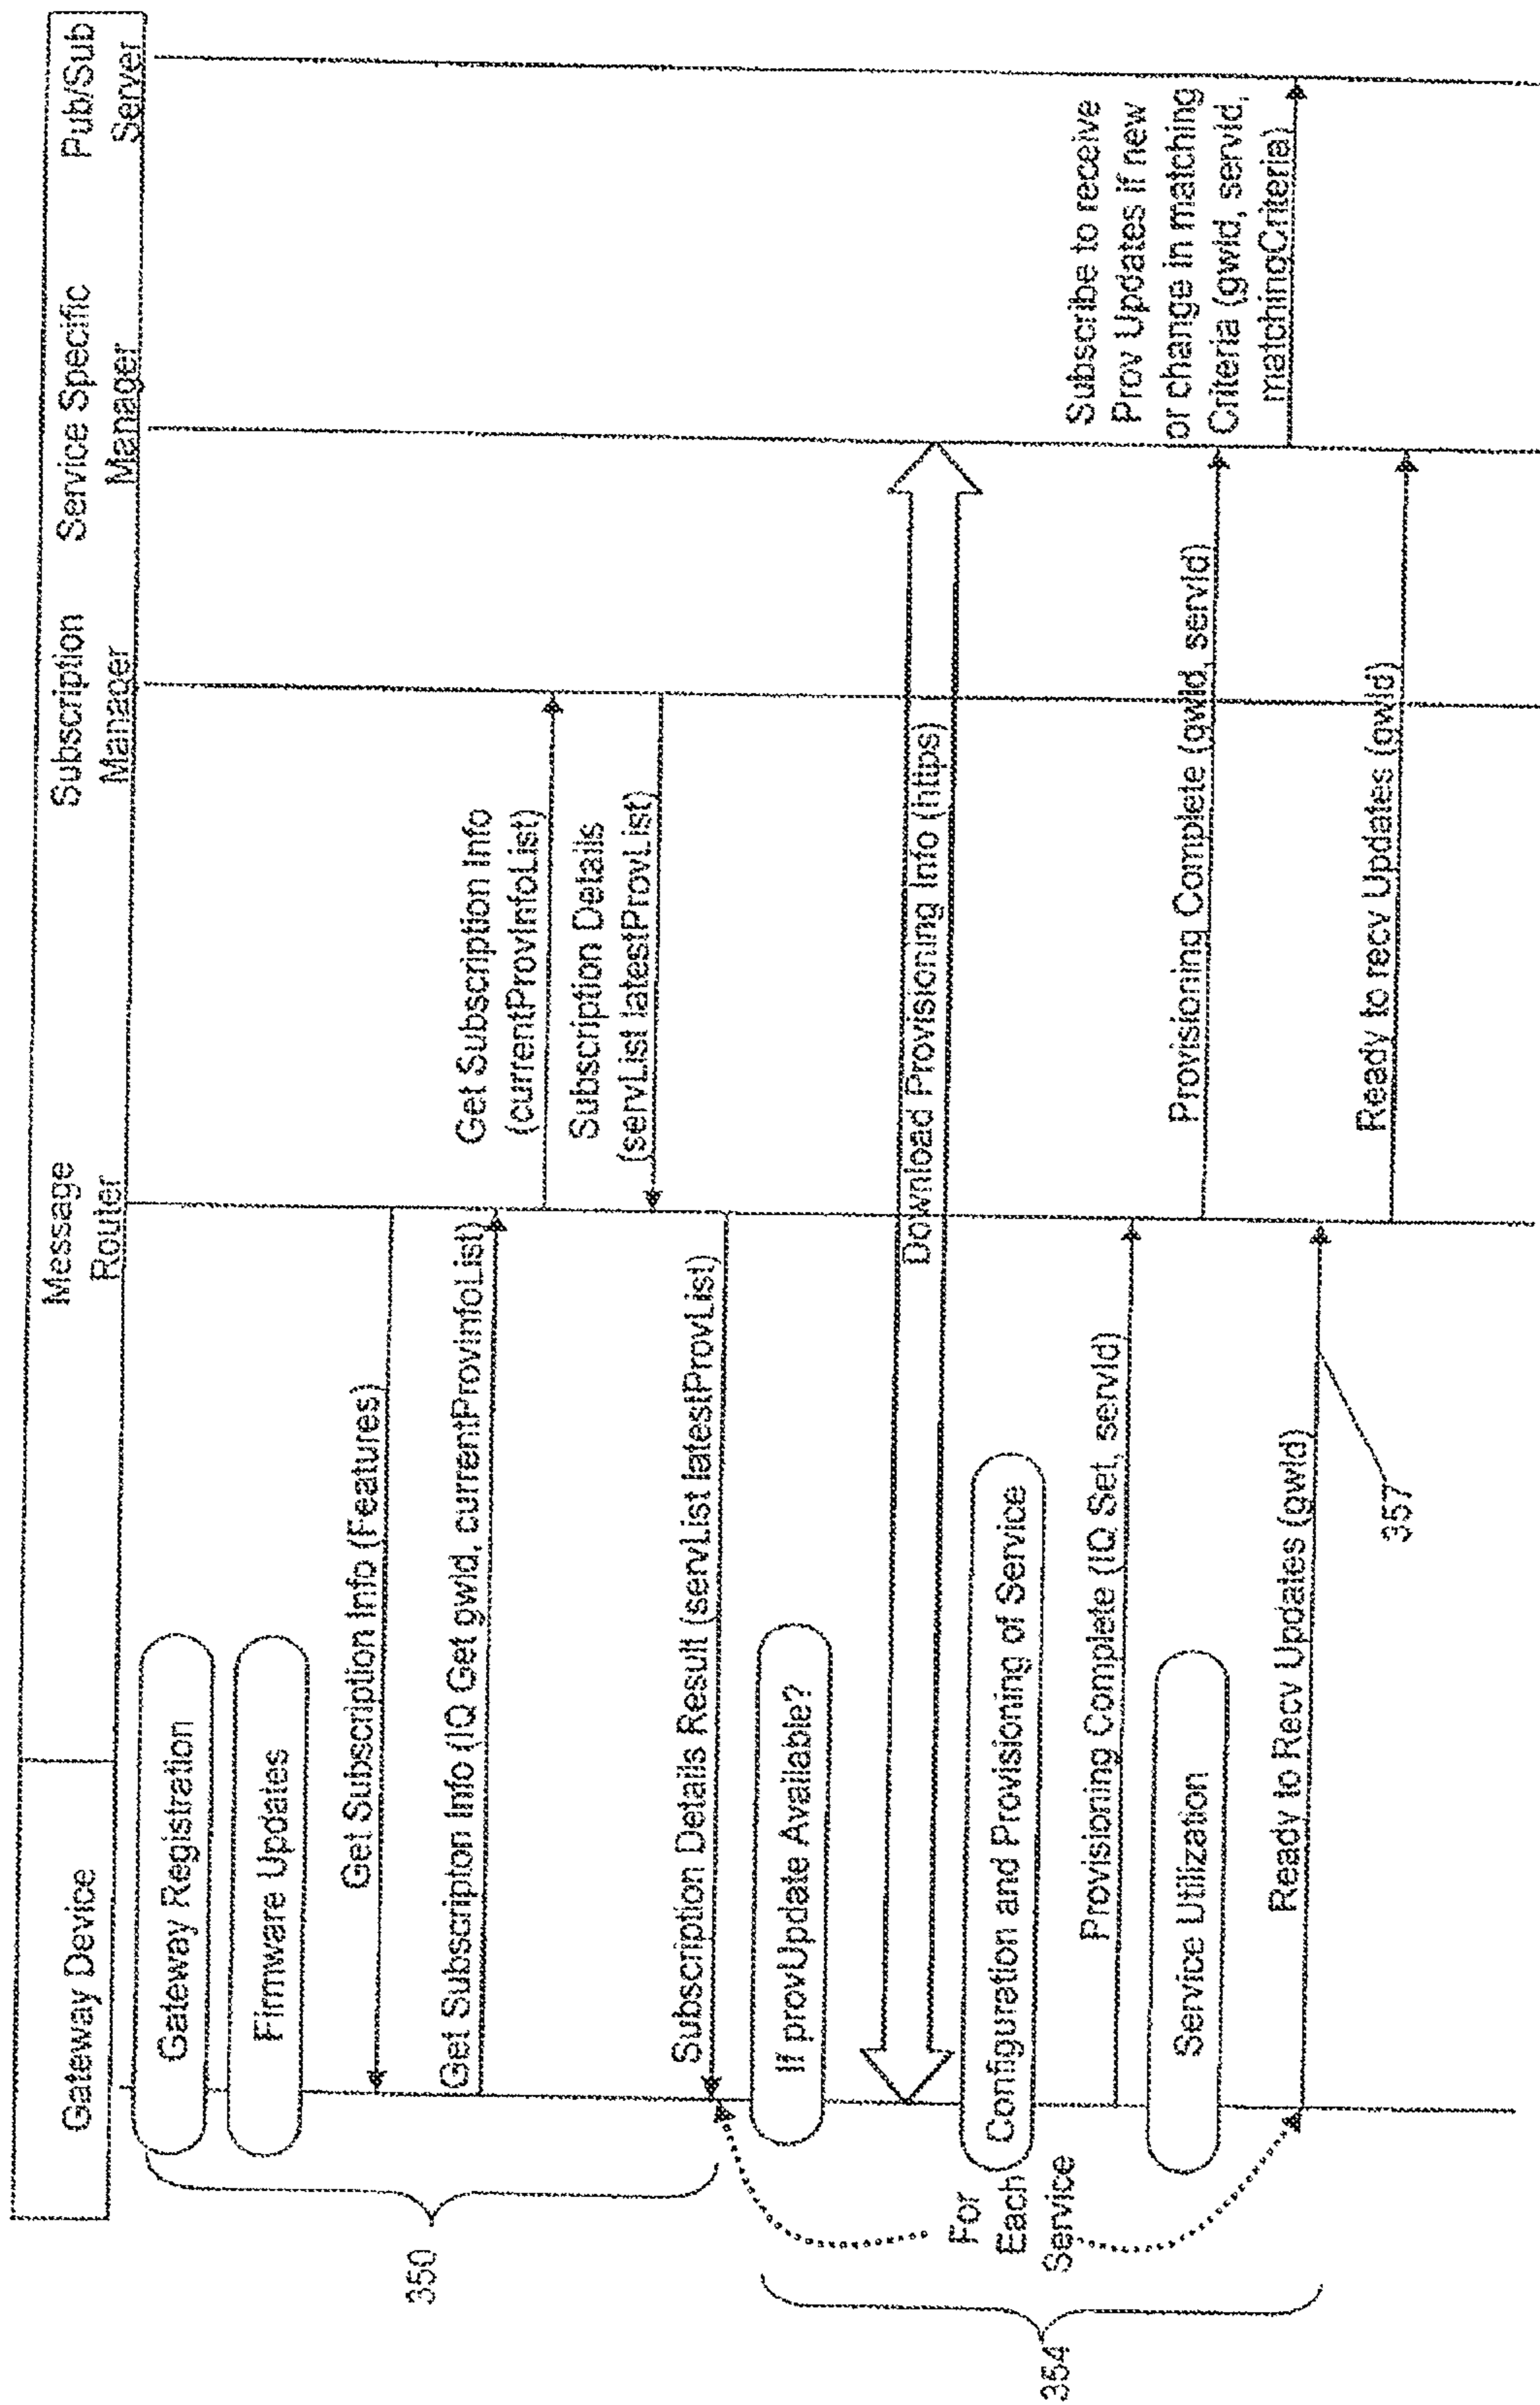 Gateway Device
Message
Router
Subscription
Manager
Service Specific
Manager
Pub/Sub
Server
Gateway Registration
Firmware Updates
Get Subscription Info (Features)
Get Subscripton Info (IQ Get gwId, currentProvInfoList)
Get Subscription Info
(currentProvInfoList)
Subscription Details
(servList latestProvList)
Subscription Details Result (servList latestProvList)
350
If provUpdate Available?
Download Provisioning Info (https)
Configuration and Provisioning of Service
For
Each
Service
354
Provisioning Complete (IQ Set, servId)
Provisioning Complete (gwId, servId)
Subscribe to receive
Prov Updates if new
or change in matching
Criteria (gwId, servId,
matchingCriteria)
Service Utilization
Ready to Recv Updates (gwId)
357
Ready to recv Updates (gwId)